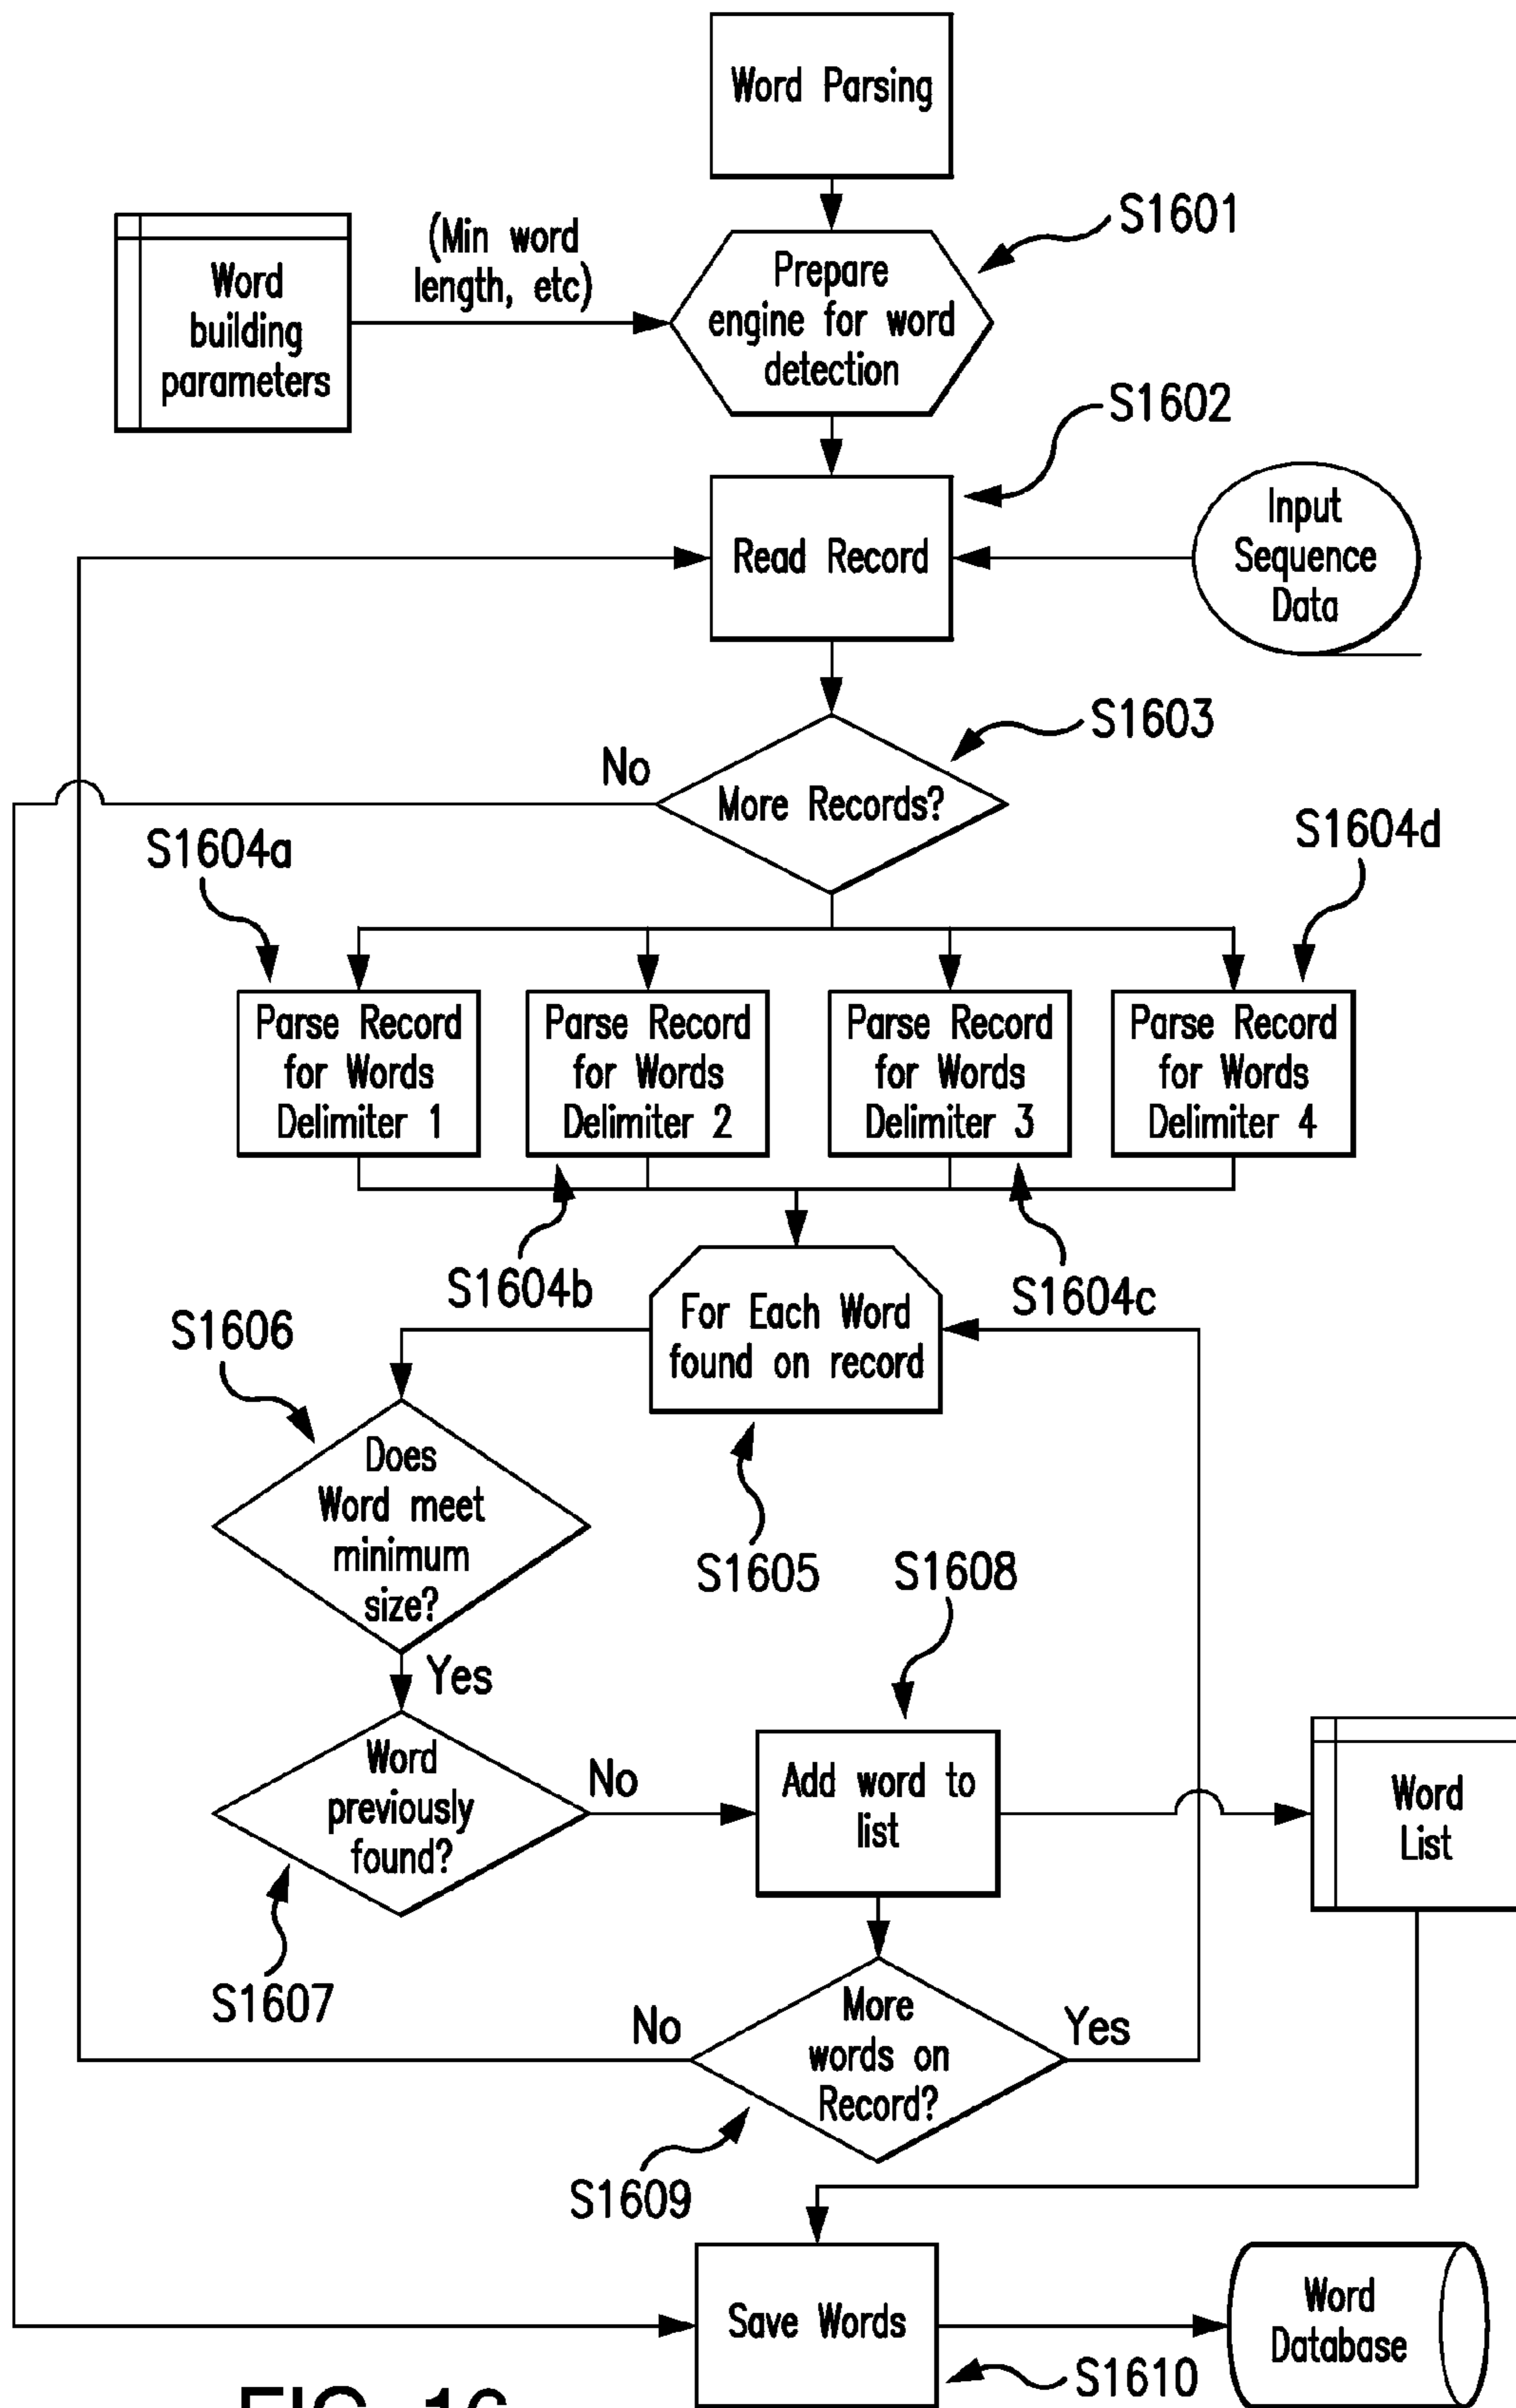 Word Parsing
S1601
(Min word
length, etc)
Word
building
parameters
Prepare
engine for word
detection
S1602
Read Record
Input
Sequence
Data
S1603
No
More Records?
S1604a
S1604d
Parse Record
for Words
Delimiter 1
Parse Record
for Words
Delimiter 2
Parse Record
for Words
Delimiter 3
Parse Record
for Words
Delimiter 4
S1604b
S1604c
For Each Word
found on record
S1606
Does
Word meet
minimum
size?
S1605
S1608
Yes
Word
previously
found?
No
Add word to
list
Word
List
S1607
No
More
words on
Record?
Yes
S1609
Save Words
Word
Database
S1610
FIG. 16